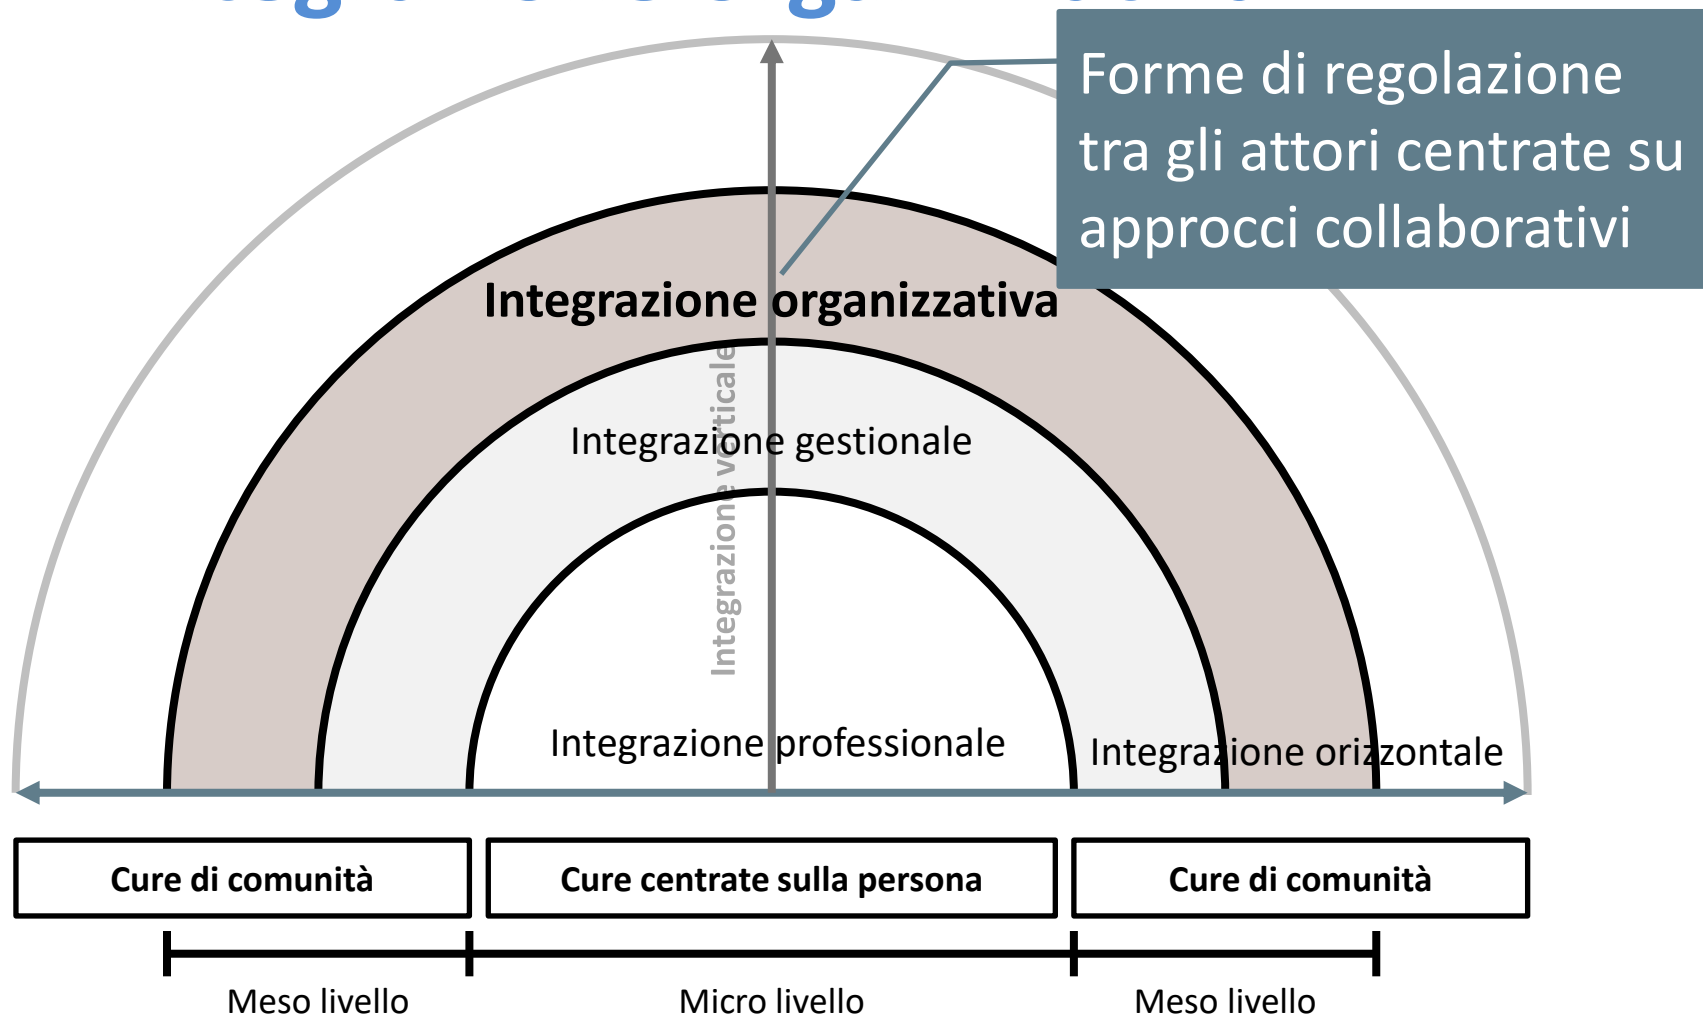 Forme di regolazione
tra gli attori centrate su
approcci collaborativi
Integrazione organizzativa
Integrazione verticale
Integrazione gestionale
Integrazione professionale
Integrazione orizzontale
Cure di comunità
Cure centrate sulla persona
Cure di comunità
Meso livello
Micro livello
Meso livello